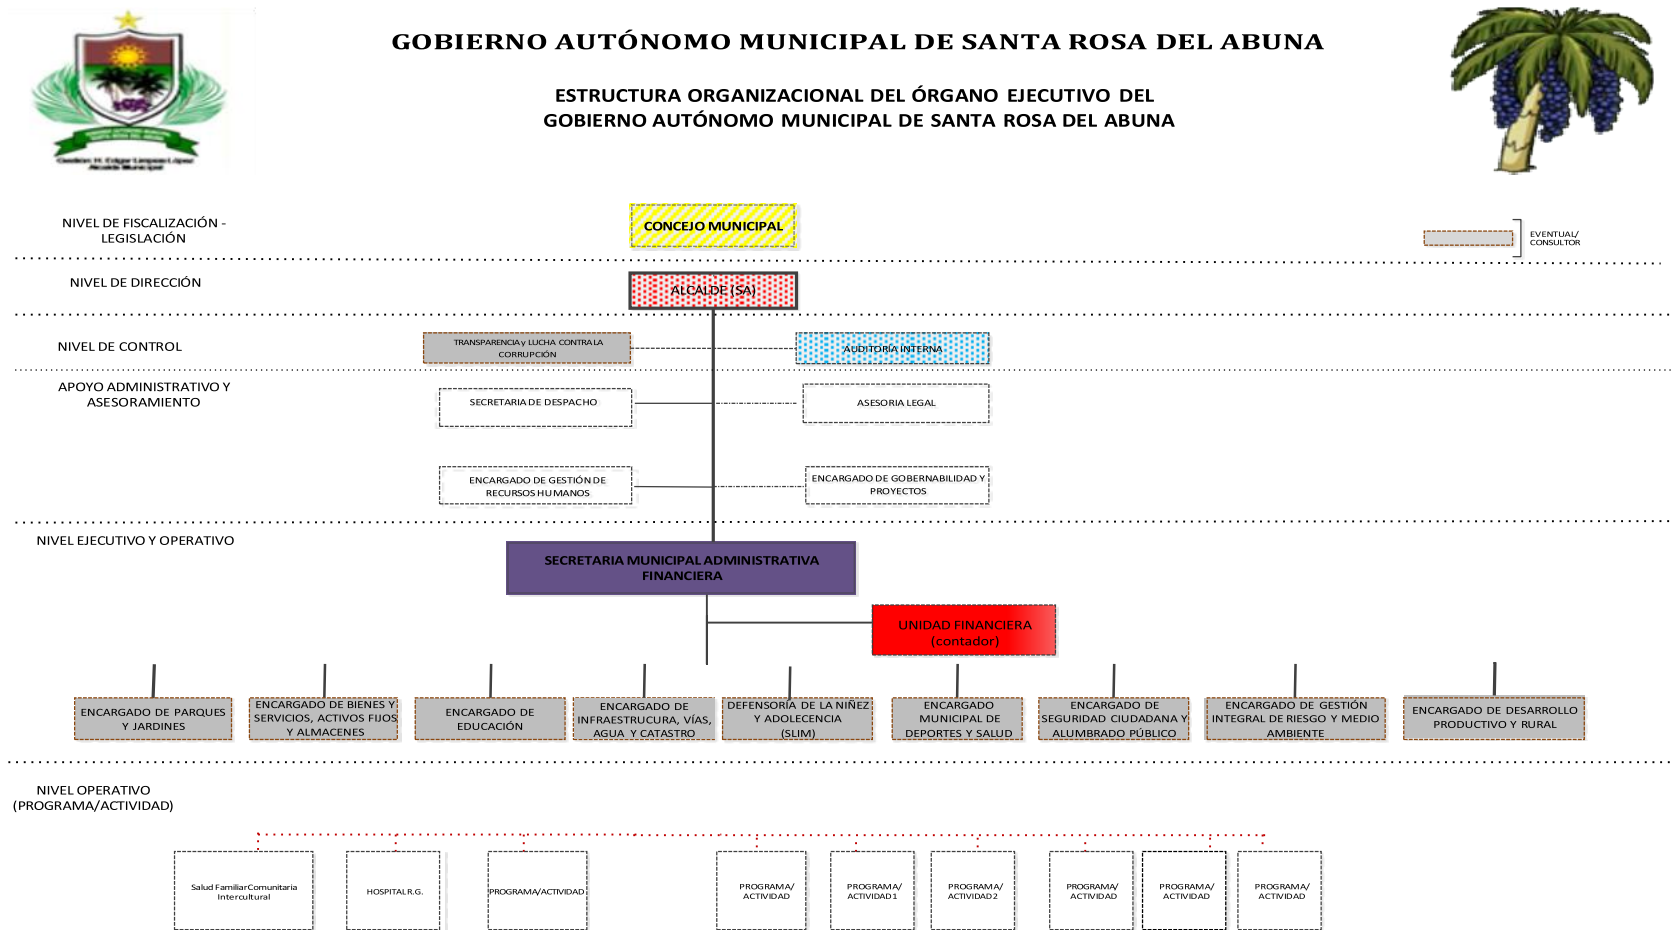 GOBIERNO AUTÓNOMO MUNICIPAL DE SANTA ROSA DEL ABUNA
ESTRUCTURA ORGANIZACIONAL DEL ÓRGANO EJECUTIVO DEL
GOBIERNO AUTÓNOMO MUNICIPAL DE SANTA ROSA DEL ABUNA
Gestión: H. Edgar
Alcalde Municipal
NIVEL DE FISCALIZACIÓN -
LEGISLACIÓN
CONCEJO MUNICIPAL
EVENTUAL/
CONSULTOR
NIVEL DE DIRECCIÓN
ALCALDE (SA)
NIVEL DE CONTROL
TRANSPARENCIA y LUCHA CONTRA LA
CORRUPCIÓN
AUDITORÍA INTERNA
APOYO ADMINISTRATIVO Y
ASESORAMIENTO
SECRETARIA DE DESPACHO
ASESORIA LEGAL
ENCARGADO DE GESTIÓN DE
RECURSOS HUMANOS
ENCARGADO DE GOBERNABILIDAD Y
PROYECTOS
NIVEL EJECUTIVO Y OPERATIVO
SECRETARIA MUNICIPAL ADMINISTRATIVA
FINANCIERA
UNIDAD FINANCIERA
(contador)
ENCARGADO DE PARQUES
Y JARDINES
ENCARGADO DE BIENES Y
SERVICIOS, ACTIVOS FIJOS
Y ALMACENES
ENCARGADO DE
EDUCACIÓN
ENCARGADO DE
INFRAESTRUCURA, VÍAS,
AGUA Y CATASTRO
DEFENSORÍA DE LA NIÑEZ
Y ADOLECENCIA
(SLIM)
ENCARGADO
MUNICIPAL DE
DEPORTES Y SALUD
ENCARGADO DE
SEGURIDAD CIUDADANA Y
ALUMBRADO PÚBLICO
ENCARGADO DE GESTIÓN
INTEGRAL DE RIESGO Y MEDIO
AMBIENTE
ENCARGADO DE DESARROLLO
PRODUCTIVO Y RURAL
NIVEL OPERATIVO
(PROGRAMA/ACTIVIDAD)
Salud Familiar Comunitaria
Intercultural
HOSPITAL R.G.
PROGRAMA/ACTIVIDAD
PROGRAMA/
ACTIVIDAD
PROGRAMA/
ACTIVIDAD 1
PROGRAMA/
ACTIVIDAD 2
PROGRAMA/
ACTIVIDAD
PROGRAMA/
ACTIVIDAD
PROGRAMA/
ACTIVIDAD